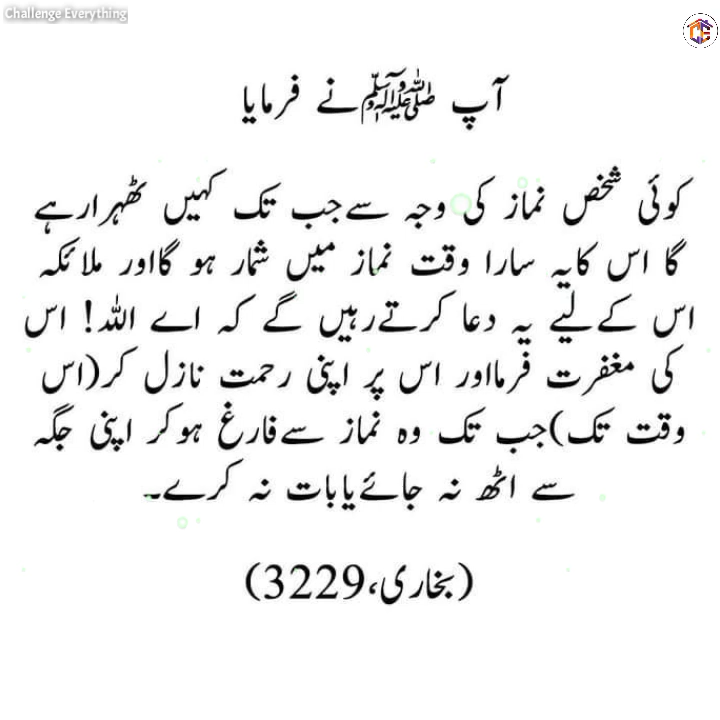 Challenge Everything
آپ ﷺ نے فرمایا
کوئی شخص نماز کی وجہ سے جب تک کہیں ٹھہرا رہے
گا اس کا یہ سارا وقت نماز میں شمار ہو گا اور ملائکہ
اس کے لیے یہ دعا کرتے رہیں گے کہ اے اللہ! اس
کی مغفرت فرما اور اس پر اپنی رحمت نازل کر (اس
وقت تک) جب تک وہ نماز سے فارغ ہو کر اپنی جگہ
سے اٹھ نہ جائے یا بات نہ کرے۔
(بخاری، 3229)